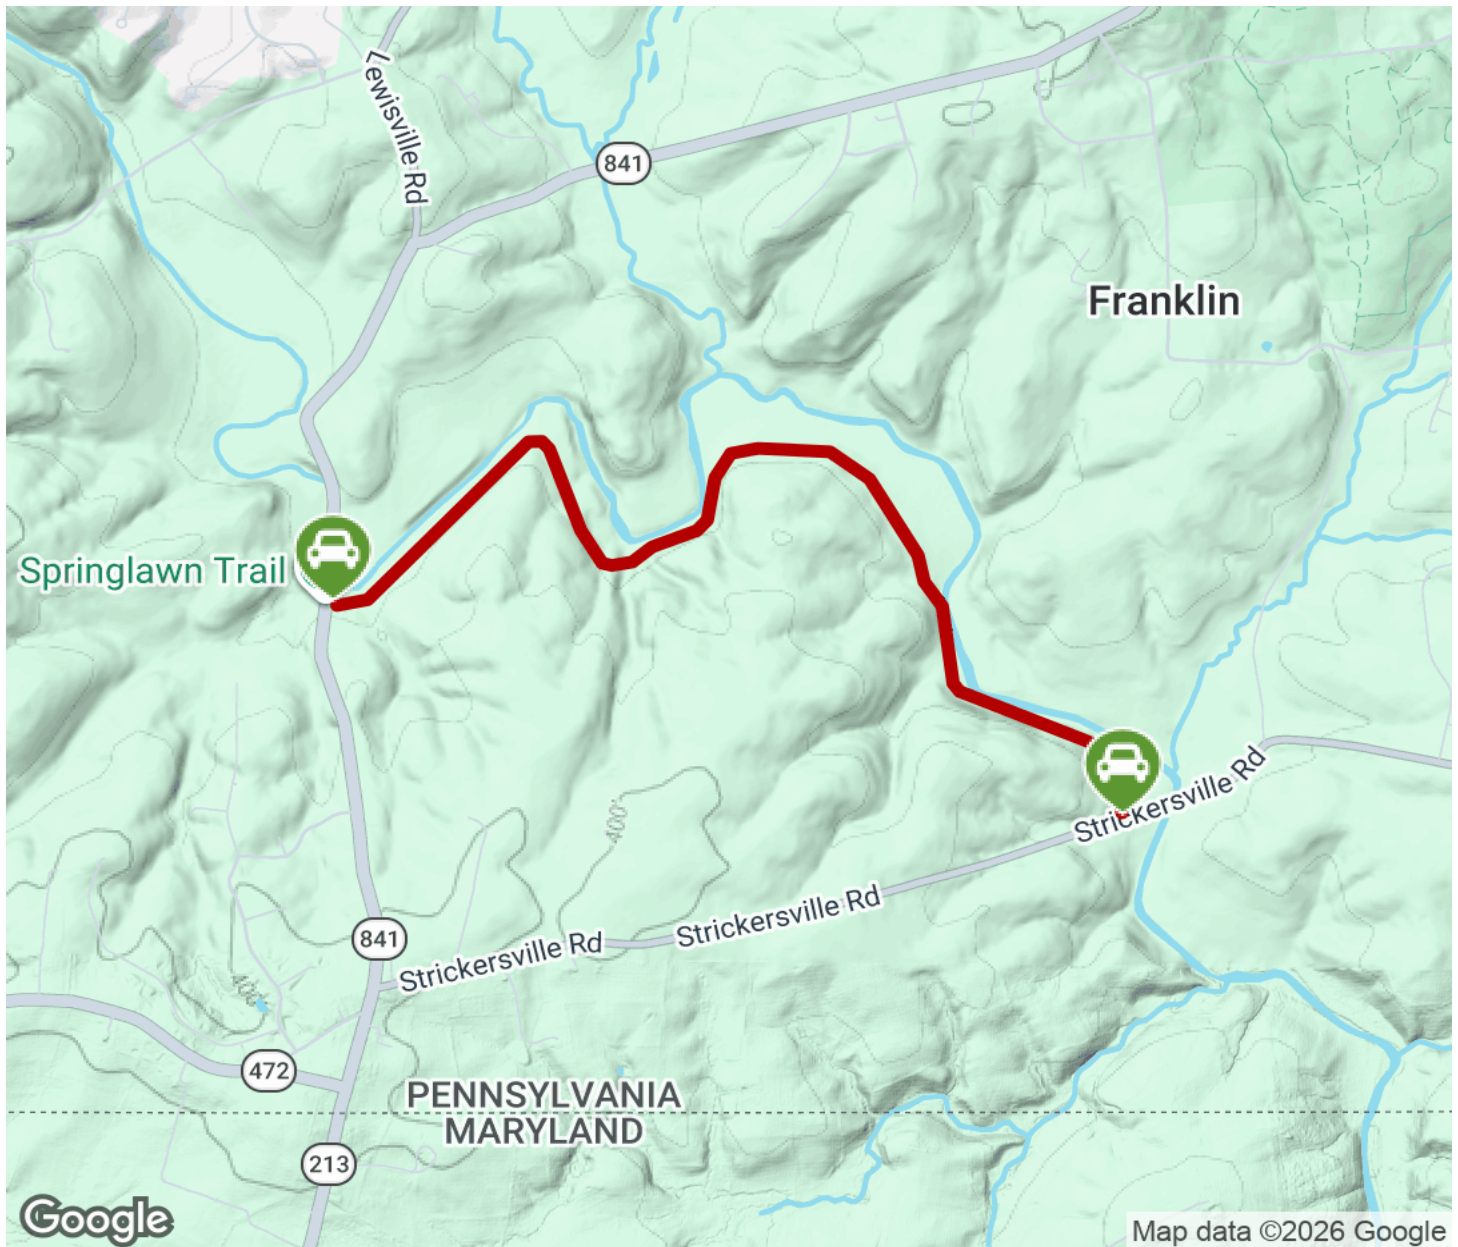 Lewisville Rd
841
Franklin
Springlawn Trail
Strickersville Rd
400'
Strickersville Rd
841
Strickersville Rd
400'
472
PENNSYLVANIA
MARYLAND
213
Google
Map data ©2026 Google